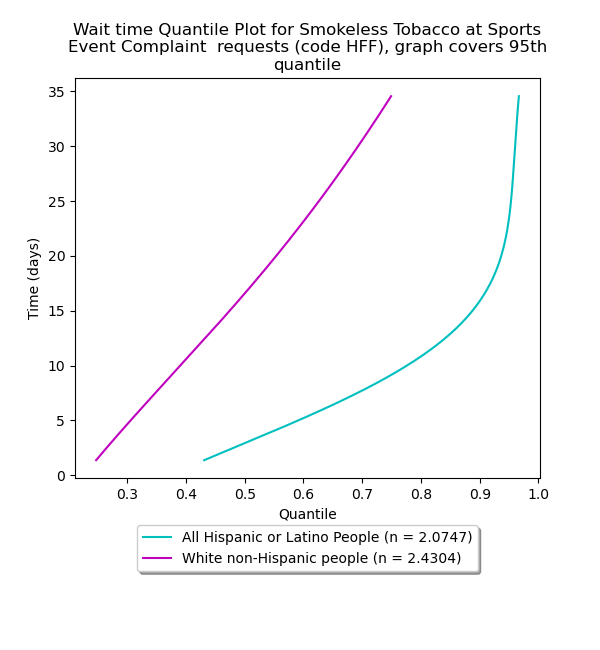 Wait time Quantile Plot for Smokeless Tobacco at Sports
Event Complaint  requests (code HFF), graph covers 95th
quantile
35
30
25
20
15
10
5
0
Time (days)
0.3 0.4 0.5 0.6 0.7 0.8 0.9 1.0
Quantile
All Hispanic or Latino People (n = 2.0747)
White non-Hispanic people (n = 2.4304)